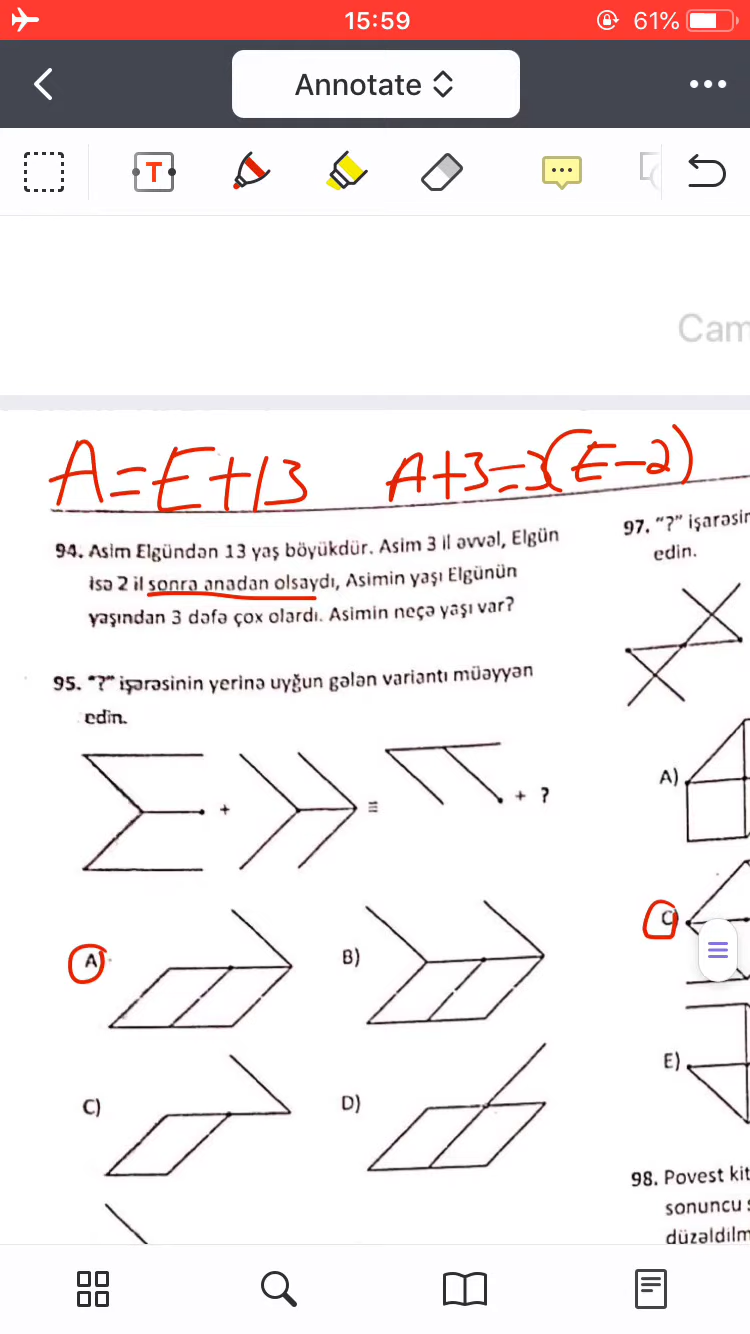 15:59
61%
Annotate
T
Cam
A=E+13 A+3=3(E-2)
94. Asim Elgündən 13 yaş böyükdür. Asim 3 il əvvəl, Elgün
isə 2 il sonra anadan olsaydı, Asimin yaşı Elgünün
yaşından 3 dəfə çox olardı. Asimin neçə yaşı var?
95. "?" işarəsinin yerinə uyğun gələn variantı müəyyən
edin.
+ ≡ + ?
A) B)
C) D)
97. "?" işarəsin
edin.
A)
C)
E)
98. Povest kit
sonuncu s
düzəldilm